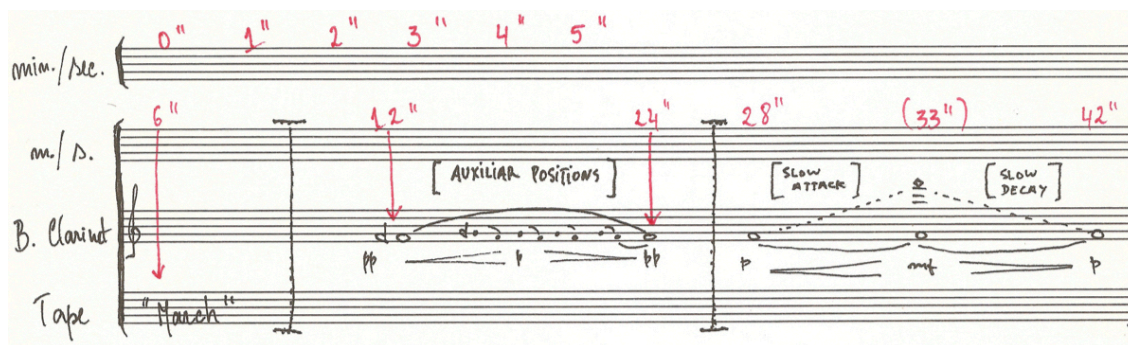 0" 1" 2" 3" 4" 5"
min./sec.
6" 12" 24" 28" (33") 42"
m./s.
[AUXILIAR POSITIONS] [SLOW ATTACK] [SLOW DECAY]
B. Clarinet
pp p pp p mf p
Tape "March"